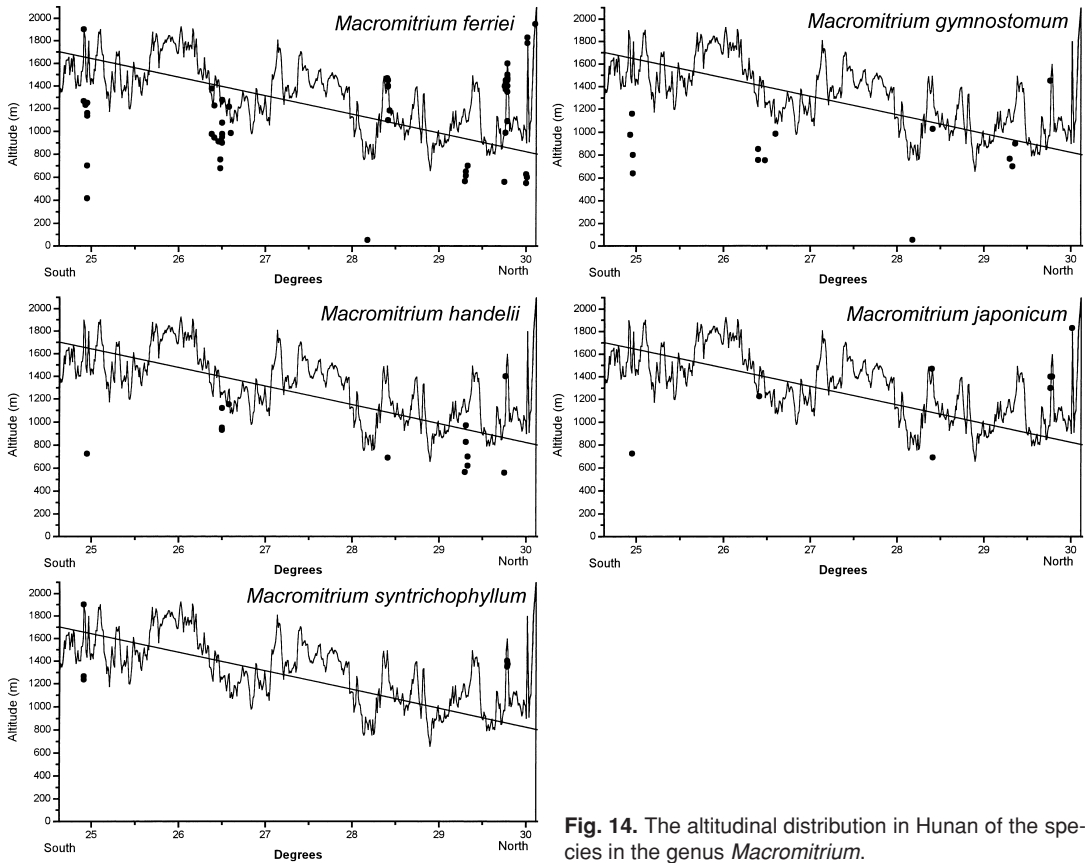 Macromitrium ferriei
2000
1800
1600
1400
1200
1000
800
600
400
200
0
Altitude (m)
25 26 27 28 29 30
South Degrees North
Macromitrium gymnostomum
2000
1800
1600
1400
1200
1000
800
600
400
200
0
Altitude (m)
25 26 27 28 29 30
South Degrees North
Macromitrium handelii
2000
1800
1600
1400
1200
1000
800
600
400
200
0
Altitude (m)
25 26 27 28 29 30
South Degrees North
Macromitrium japonicum
2000
1800
1600
1400
1200
1000
800
600
400
200
0
Altitude (m)
25 26 27 28 29 30
South Degrees North
Macromitrium syntrichophyllum
2000
1800
1600
1400
1200
1000
800
600
400
200
0
Altitude (m)
25 26 27 28 29 30
South Degrees North
Fig. 14. The altitudinal distribution in Hunan of the spe-
cies in the genus Macromitrium.